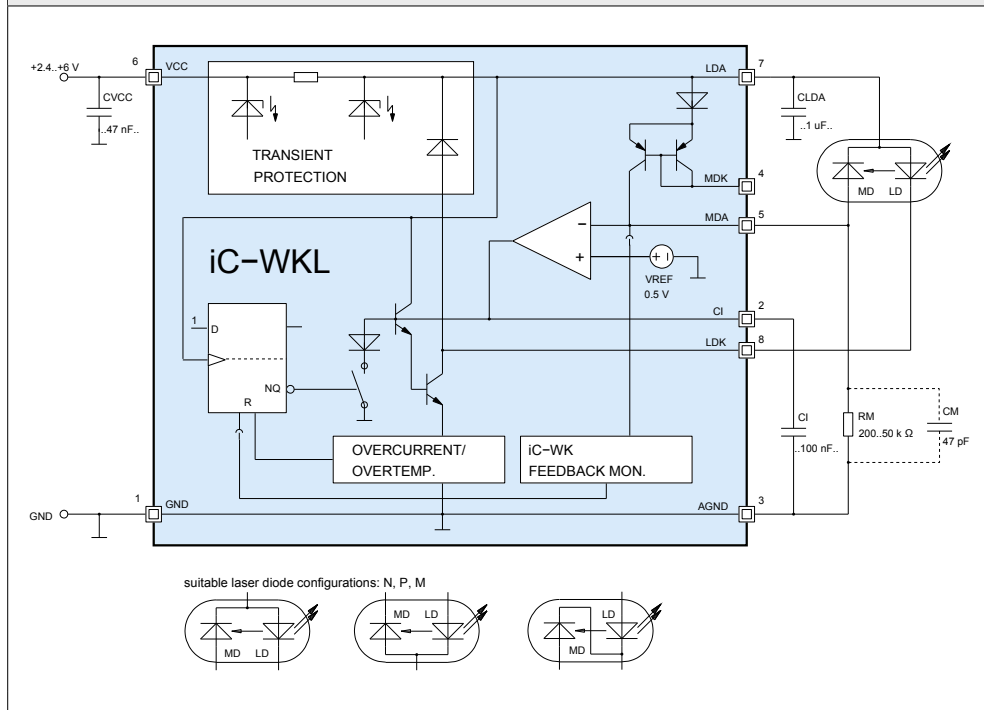 +2.4..+6 V
6
VCC
LDA
7
CVCC
..47 nF..
TRANSIENT
PROTECTION
CLDA
..1 uF..
MDK
4
MD
LD
MDA
5
−
+
+
−
VREF
0.5 V
iC−WKL
1
D
NQ
R
CI
2
LDK
8
RM
200..50 k Ω
CM
47 pF
CI
..100 nF..
OVERCURRENT/
OVERTEMP.
iC−WK
FEEDBACK MON.
GND
1
GND
AGND
3
suitable laser diode configurations: N, P, M
MD
LD
MD
LD
MD
LD